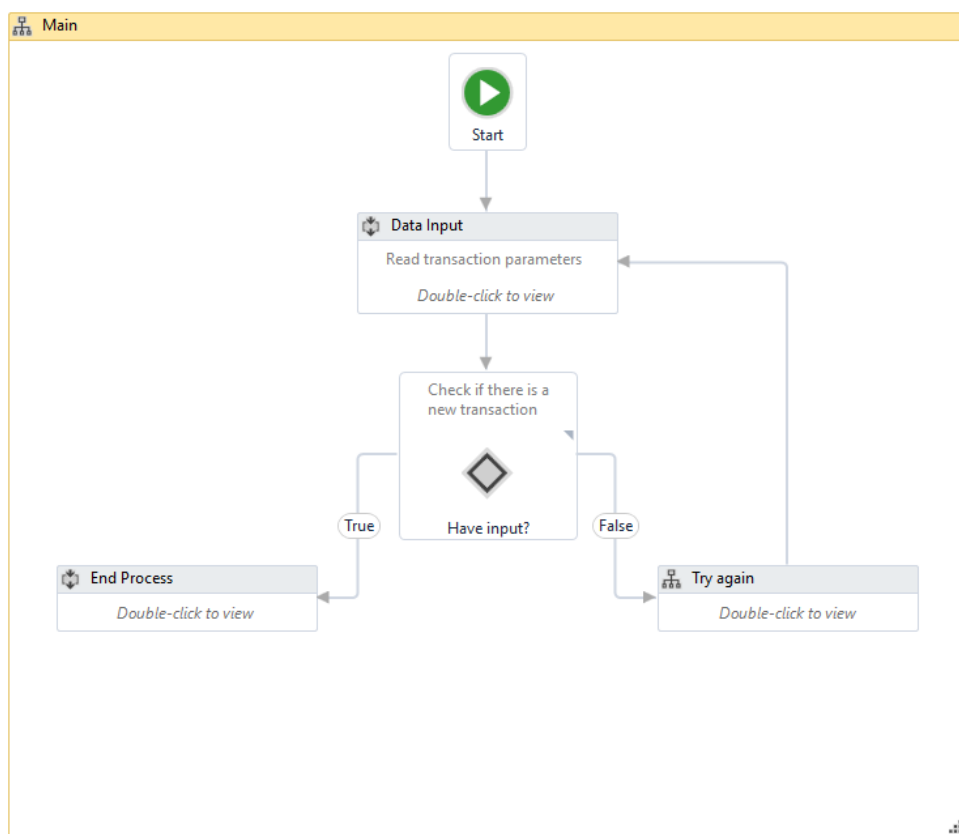 Main
Start
Data Input
Read transaction parameters
Double-click to view
Check if there is a
new transaction
Have input?
True
False
End Process
Double-click to view
Try again
Double-click to view